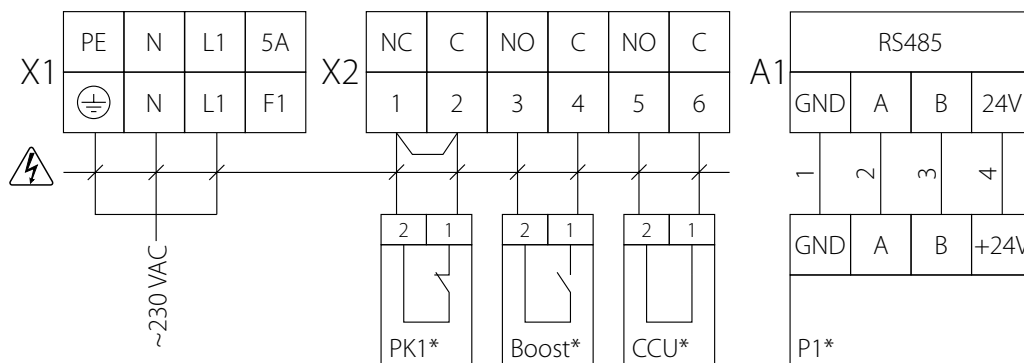 X1
PE N L1 5A
N L1 F1
~230 VAC
X2
NC C NO C NO C
1 2 3 4 5 6
2 1
PK1*
2 1
Boost*
2 1
CCU*
A1
RS485
GND A B 24V
1 2 3 4
GND A B +24V
P1*